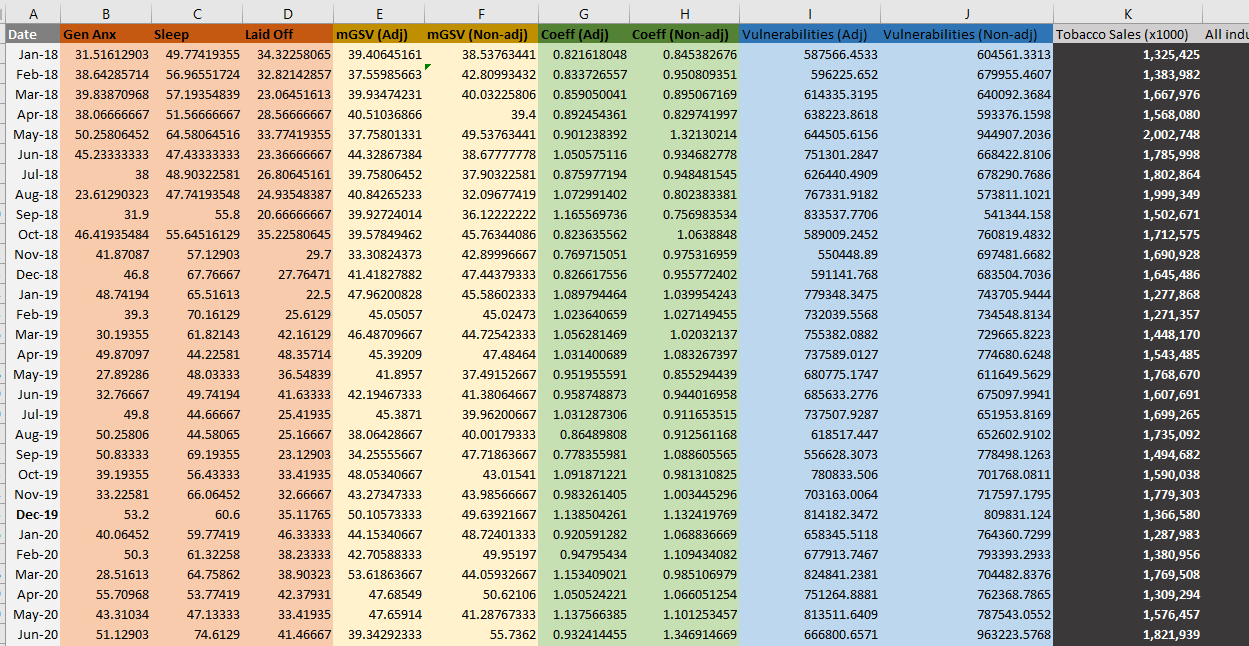 A B C D E F G H I J K
Date Gen Anx Sleep Laid Off mGSV (Adj) mGSV (Non-adj) Coeff (Adj) Coeff (Non-adj) Vulnerabilities (Adj) Vulnerabilities (Non-adj) Tobacco Sales (x1000) All indu
Jan-18 31.51612903 49.77419355 34.32258065 39.40645161 38.53763441 0.821618048 0.845382676 587566.4533 604561.3313 1,325,425
Feb-18 38.64285714 56.96551724 32.82142857 37.55985663 42.80993432 0.833726557 0.950809351 596225.652 679955.4607 1,383,982
Mar-18 39.83870968 57.19354839 23.06451613 39.93474231 40.03225806 0.859050041 0.895067169 614335.3195 640092.3684 1,667,976
Apr-18 38.06666667 51.56666667 28.56666667 40.51036866 39.4 0.892454361 0.829741997 638223.8618 593376.1598 1,568,080
May-18 50.25806452 64.58064516 33.77419355 37.75801331 49.53763441 0.901238392 1.32130214 644505.6156 944907.2036 2,002,748
Jun-18 45.23333333 47.43333333 23.36666667 44.32867384 38.67777778 1.050575116 0.934682778 751301.2847 668422.8106 1,785,998
Jul-18 38 48.90322581 26.80645161 39.75806452 37.90322581 0.875977194 0.948481545 626440.4909 678290.7686 1,802,864
Aug-18 23.61290323 47.74193548 24.93548387 40.84265233 32.09677419 1.072991402 0.802383381 767331.9182 573811.1021 1,999,349
Sep-18 31.9 55.8 20.66666667 39.92724014 36.12222222 1.165569736 0.756983534 833537.7706 541344.158 1,502,671
Oct-18 46.41935484 55.64516129 35.22580645 39.57849462 45.76344086 0.823635562 1.0638848 589009.2452 760819.4832 1,712,575
Nov-18 41.87087 57.12903 29.7 33.30824373 42.89996667 0.769715051 0.975316959 550448.89 697481.6682 1,690,928
Dec-18 46.8 67.76667 27.76471 41.41827882 47.44379333 0.826617556 0.955772402 591141.768 683504.7036 1,645,486
Jan-19 48.74194 65.51613 22.5 47.96200828 45.58602333 1.089794464 1.039954243 779348.3475 743705.9444 1,277,868
Feb-19 39.3 70.16129 25.6129 45.05057 45.02473 1.023640659 1.027149455 732039.5568 734548.8134 1,271,357
Mar-19 30.19355 61.82143 42.16129 46.48709667 44.72542333 1.056281469 1.02032137 755382.0882 729665.8223 1,448,170
Apr-19 49.87097 44.22581 48.35714 45.39209 47.48464 1.031400689 1.083267397 737589.0127 774680.6248 1,543,485
May-19 27.89286 48.03333 36.54839 41.8957 37.49152667 0.951955591 0.855294439 680775.1747 611649.5629 1,768,670
Jun-19 32.76667 49.74194 41.63333 42.19467333 41.38064667 0.958748873 0.944016958 685633.2776 675097.9941 1,607,691
Jul-19 49.8 44.66667 25.41935 45.3871 39.96200667 1.031287306 0.911653515 737507.9287 651953.8169 1,699,265
Aug-19 50.25806 44.58065 25.16667 38.06428667 40.00179333 0.86489808 0.912561168 618517.447 652602.9102 1,735,092
Sep-19 50.83333 69.19355 23.12903 34.25555667 47.71863667 0.778355981 1.088605565 556628.3073 778498.1263 1,494,682
Oct-19 39.19355 56.43333 33.41935 48.05340667 43.01541 1.091871221 0.981310825 780833.506 701768.0811 1,590,038
Nov-19 33.22581 66.06452 32.66667 43.27347333 43.98566667 0.983261405 1.003445296 703163.0064 717597.1795 1,779,303
Dec-19 53.2 60.6 35.11765 50.10573333 49.63921667 1.138504261 1.132419769 814182.3472 809831.124 1,366,580
Jan-20 40.06452 59.77419 46.33333 44.15340667 48.72401333 0.920591282 1.068836669 658345.5118 764360.7299 1,287,983
Feb-20 50.3 61.32258 38.23333 42.70588333 49.95197 0.94795434 1.109434082 677913.7467 793393.2933 1,380,956
Mar-20 28.51613 64.75862 38.90323 53.61863667 44.05932667 1.153409021 0.985106979 824841.2381 704482.8376 1,769,508
Apr-20 55.70968 53.77419 42.37931 47.68549 50.62106 1.050524221 1.066051254 751264.8881 762368.7865 1,309,294
May-20 43.31034 47.13333 33.41935 47.65914 41.28767333 1.137566385 1.101253457 813511.6409 787543.0552 1,576,457
Jun-20 51.12903 74.6129 41.46667 39.34292333 55.7362 0.932414455 1.346914669 666800.6571 963223.5768 1,821,939